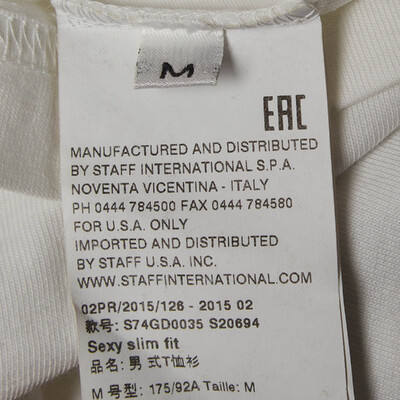 M
EAC
MANUFACTURED AND DISTRIBUTED
BY STAFF INTERNATIONAL S.P.A.
NOVENTA VICENTINA - ITALY
PH 0444 784500 FAX 0444 784580
FOR U.S.A. ONLY
IMPORTED AND DISTRIBUTED
BY STAFF U.S.A. INC.
WWW.STAFFINTERNATIONAL.COM
02PR/2015/126 - 2015 02
款号: S74GD0035 S20694
Sexy slim fit
品名: 男 式T恤衫
M 号型: 175/92A Taille: M